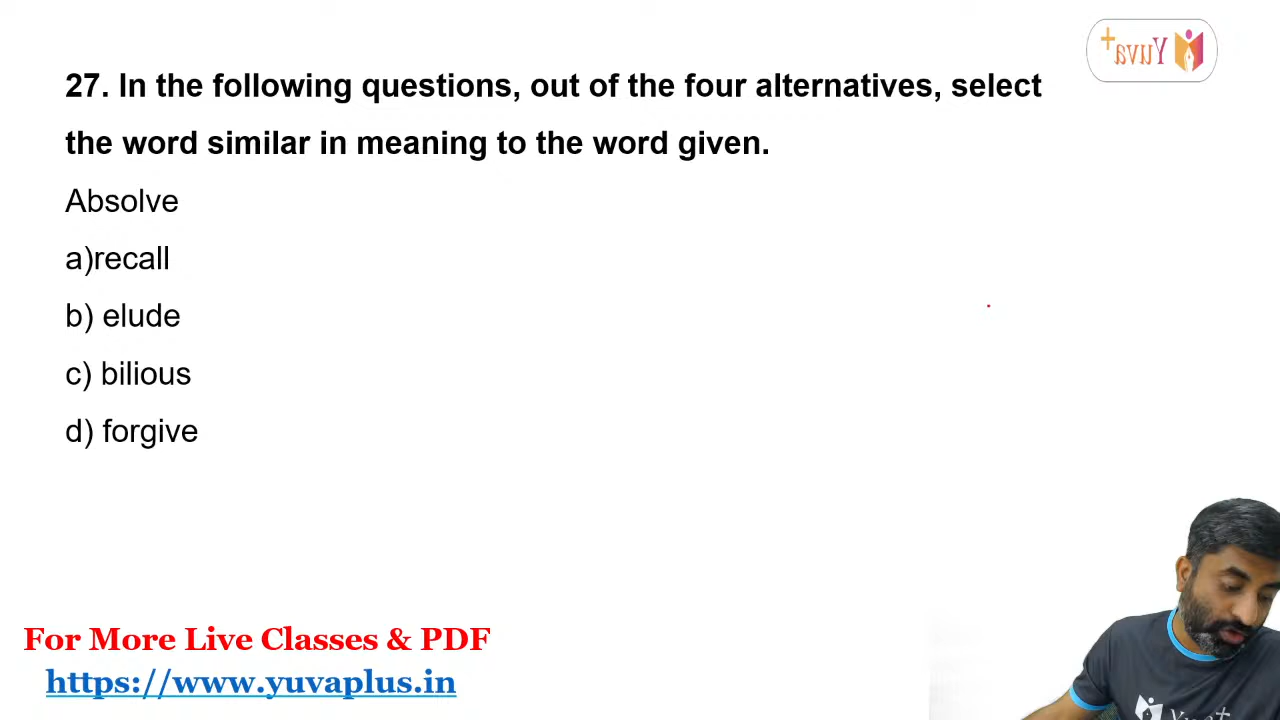 Yuva+
27. In the following questions, out of the four alternatives, select
the word similar in meaning to the word given.
Absolve
a)recall
b) elude
c) bilious
d) forgive
For More Live Classes & PDF
https://www.yuvaplus.in